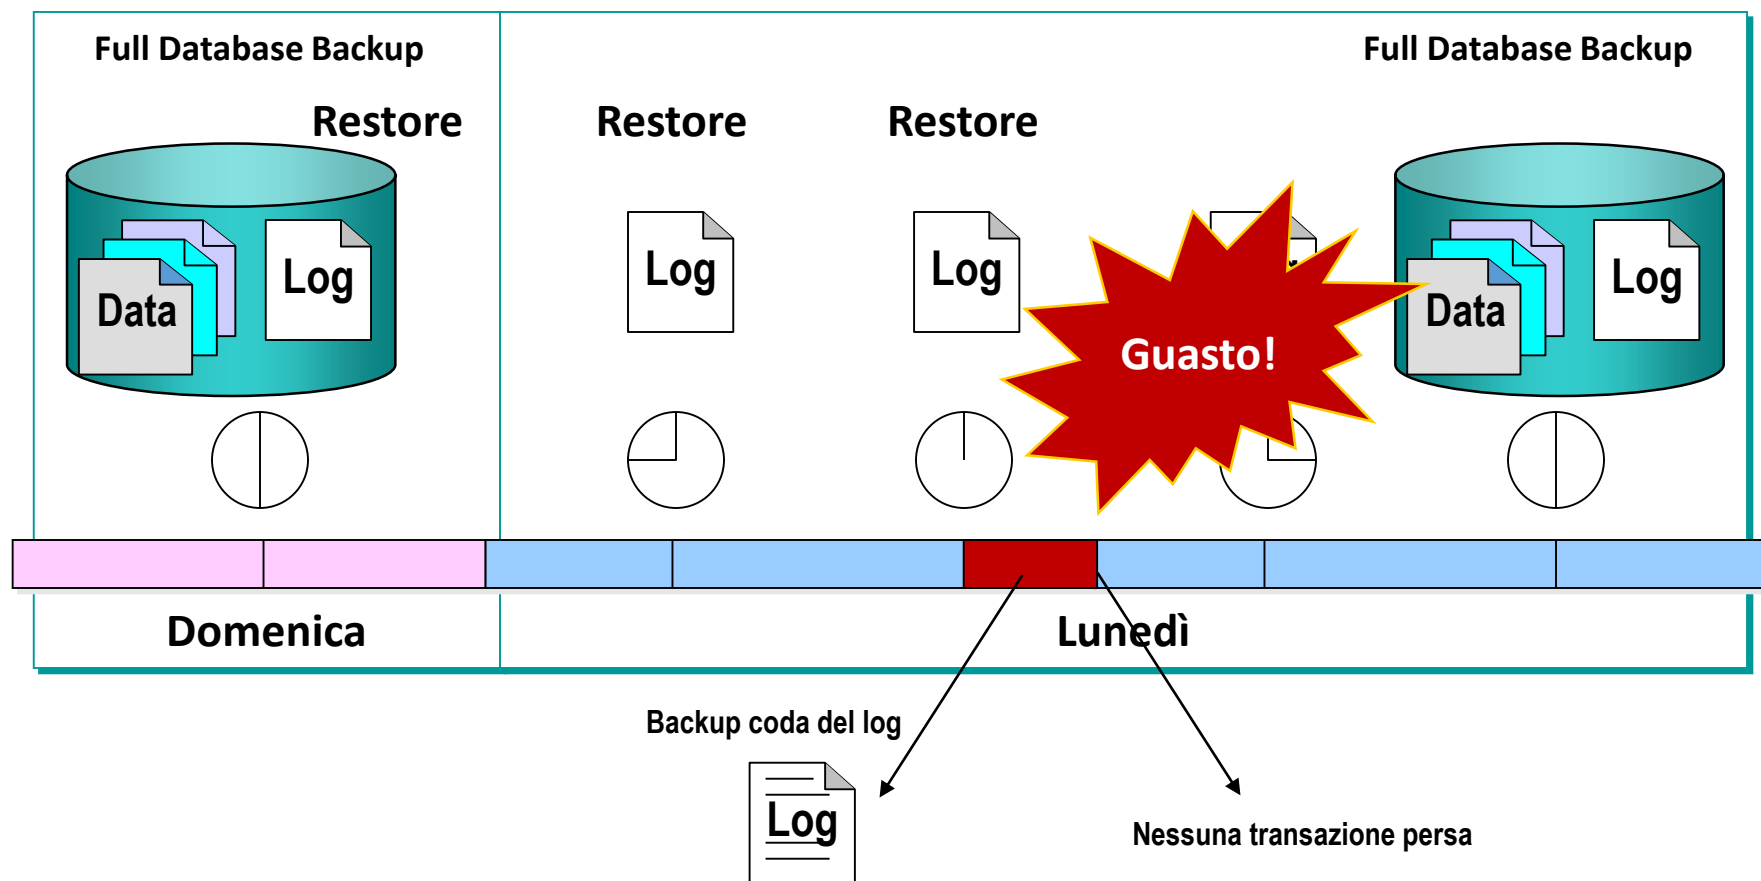 Full Database Backup
Full Database Backup
Restore
Restore
Restore
Log
Data
Log
Log
Guasto!
Log
Data
Domenica
Lunedì
Backup coda del log
Log
Nessuna transazione persa